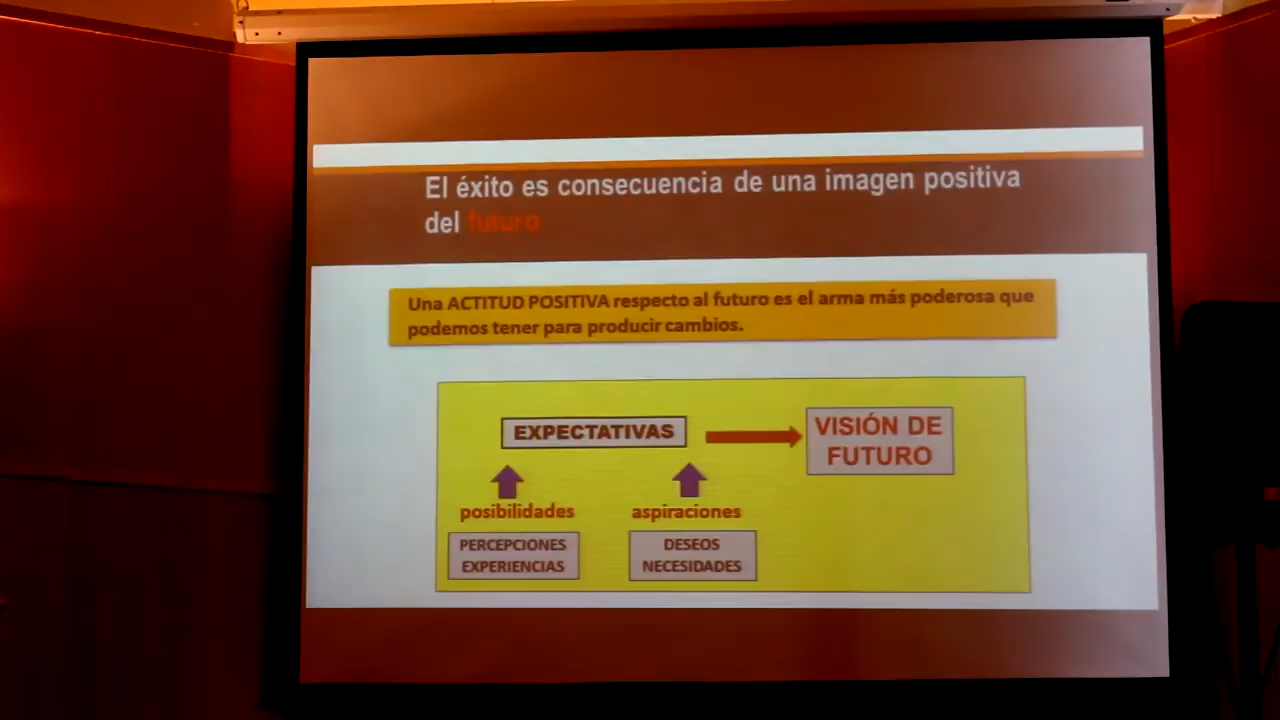 El éxito es consecuencia de una imagen positiva
del futuro
Una ACTITUD POSITIVA respecto al futuro es el arma más poderosa que
podemos tener para producir cambios.
EXPECTATIVAS
VISIÓN DE
FUTURO
posibilidades
aspiraciones
PERCEPCIONES
EXPERIENCIAS
DESEOS
NECESIDADES